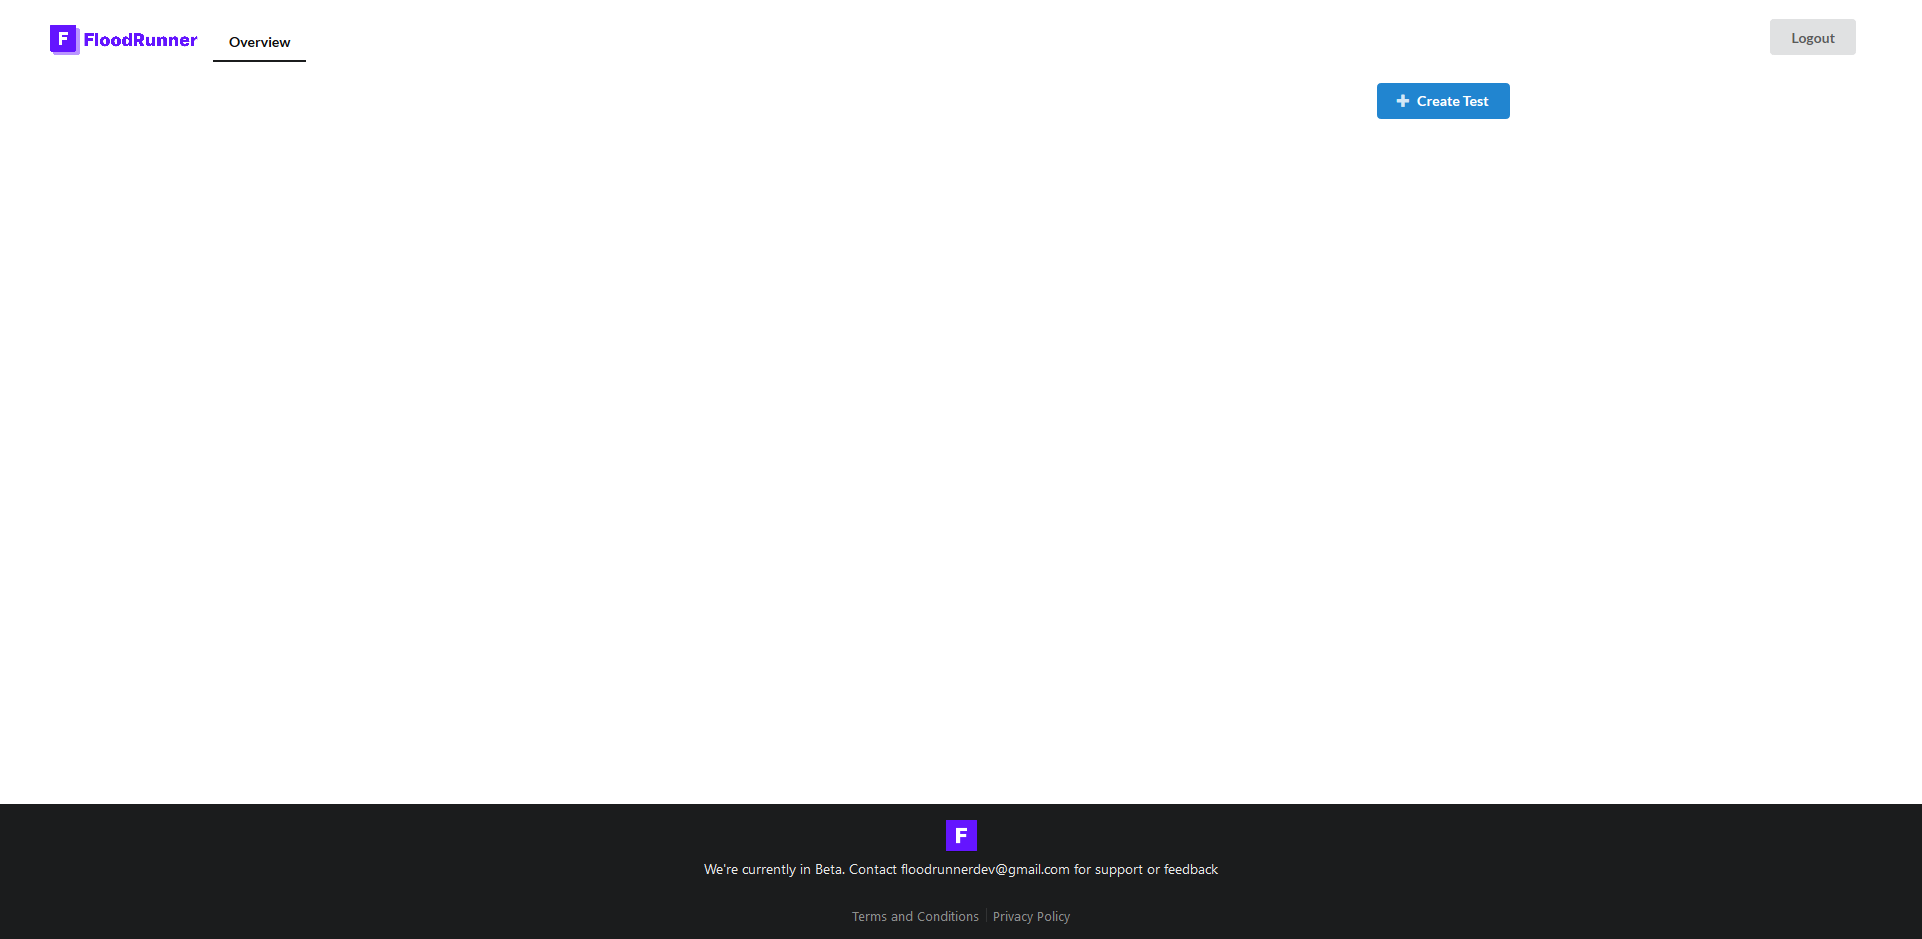 F FloodRunner
Overview
Logout
Create Test
F
We're currently in Beta. Contact floodrunnerdev@gmail.com for support or feedback
Terms and Conditions
Privacy Policy